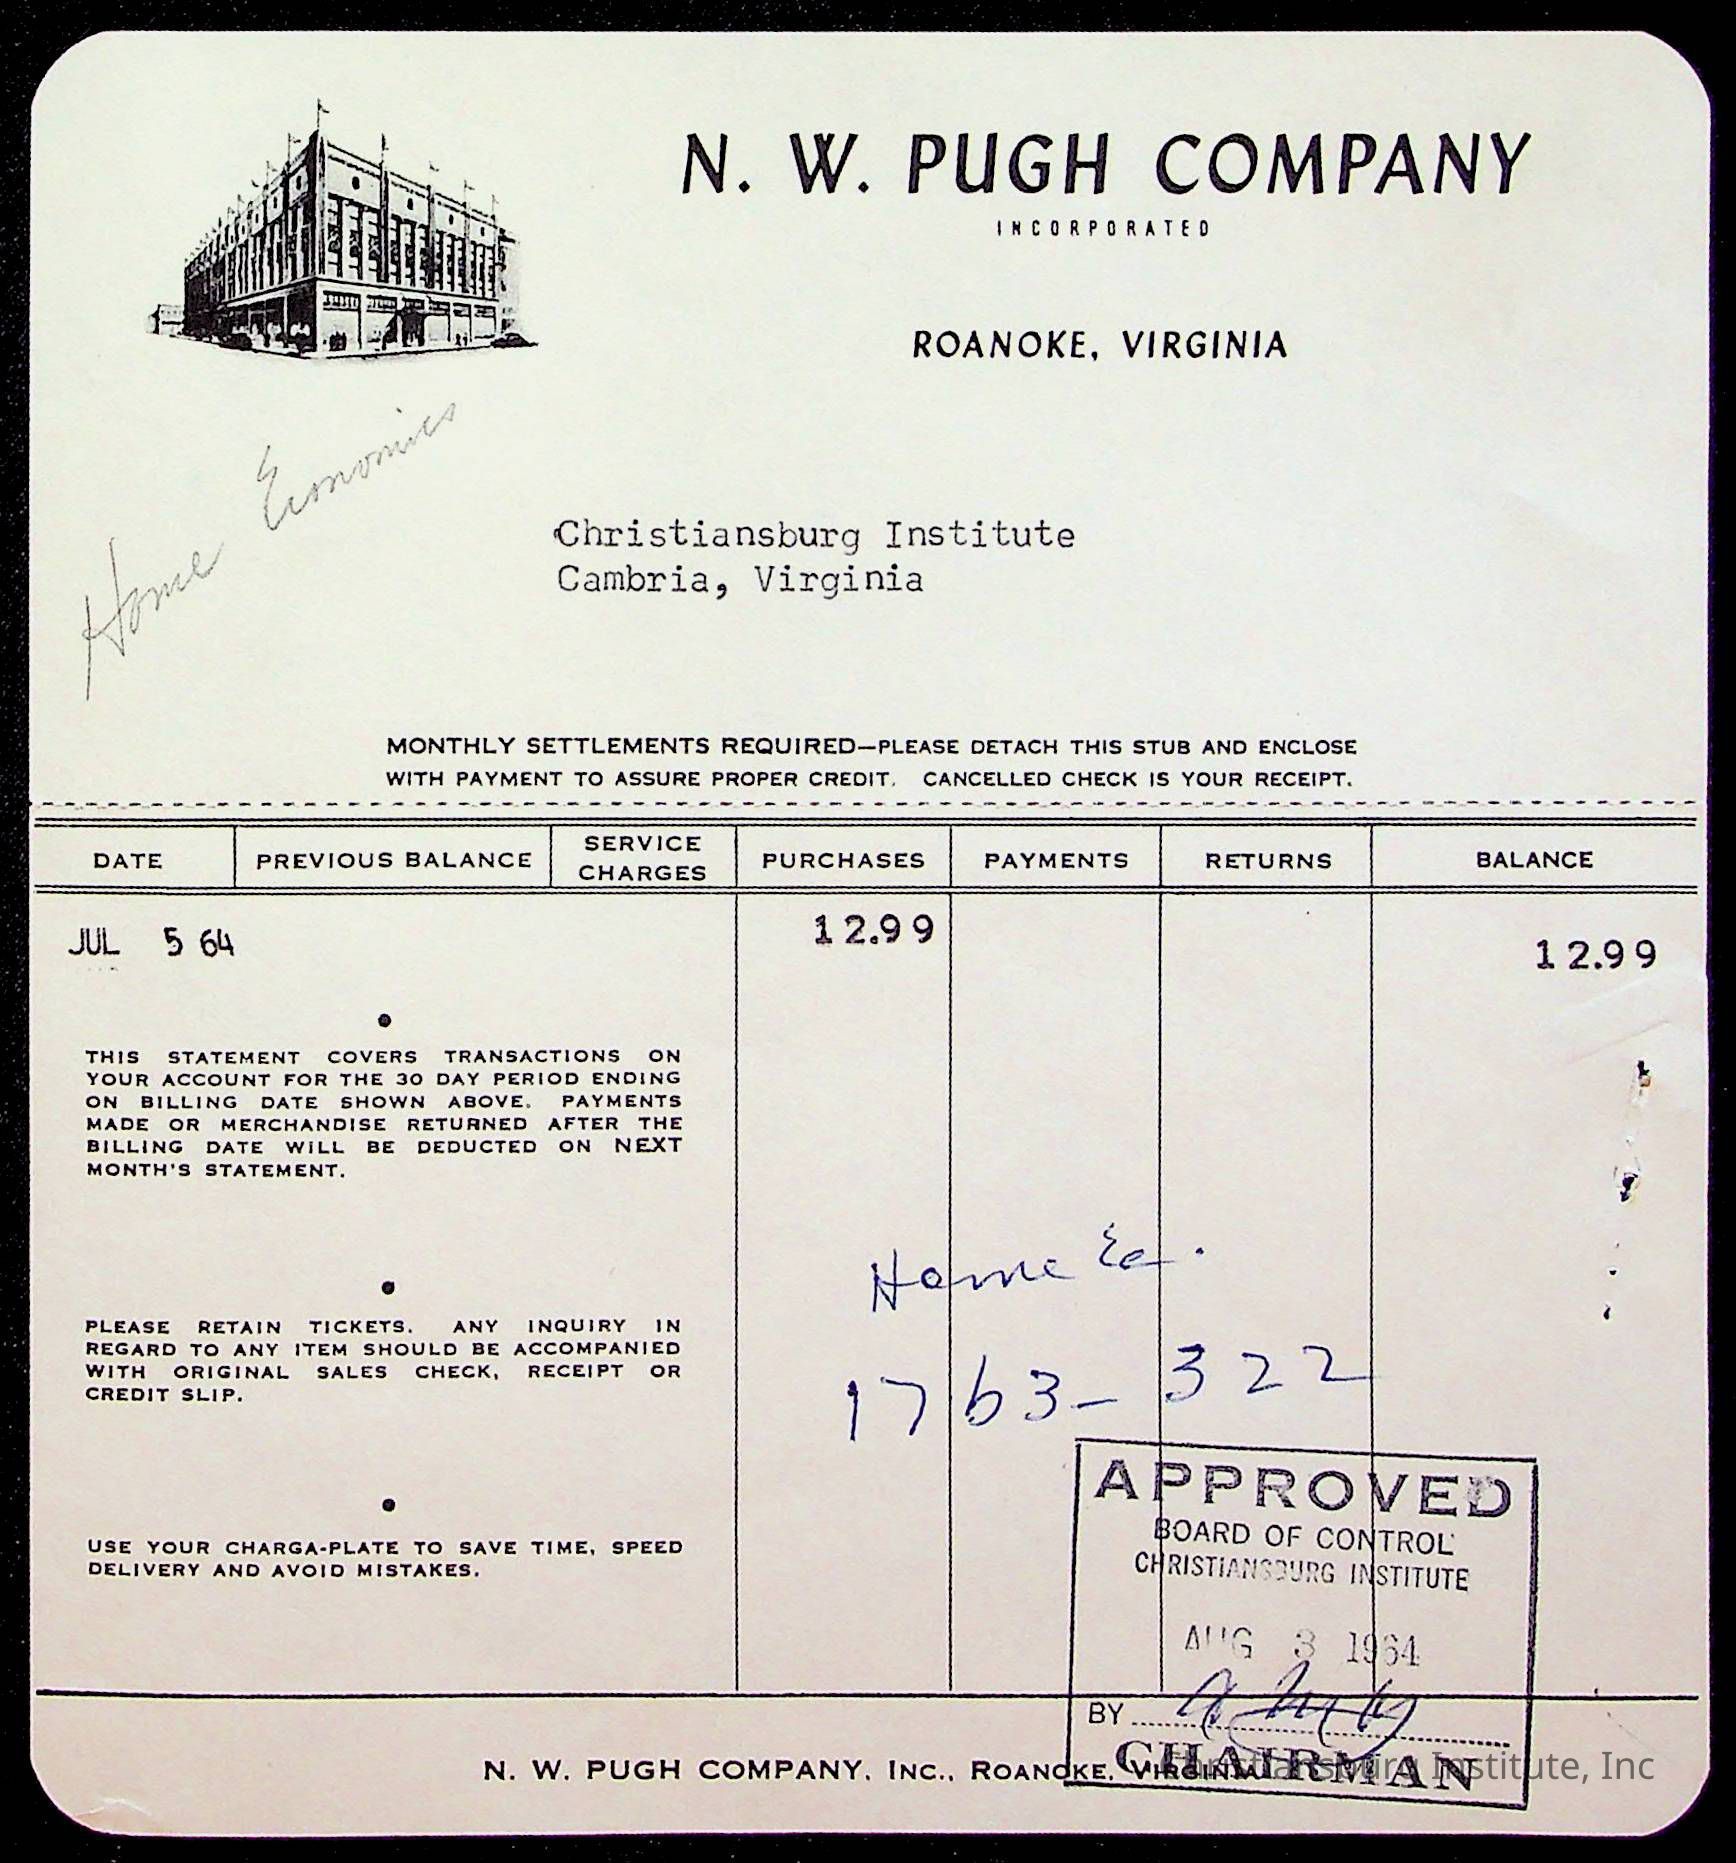 N. W. PUGH COMPANY
INCORPORATED
ROANOKE, VIRGINIA
Home Economics
Christiansburg Institute
Cambria, Virginia
MONTHLY SETTLEMENTS REQUIRED—PLEASE DETACH THIS STUB AND ENCLOSE
WITH PAYMENT TO ASSURE PROPER CREDIT. CANCELLED CHECK IS YOUR RECEIPT.
DATE PREVIOUS BALANCE SERVICE CHARGES PURCHASES PAYMENTS RETURNS BALANCE
JUL 5 64 12.99 12.99
THIS STATEMENT COVERS TRANSACTIONS ON
YOUR ACCOUNT FOR THE 30 DAY PERIOD ENDING
ON BILLING DATE SHOWN ABOVE. PAYMENTS
MADE OR MERCHANDISE RETURNED AFTER THE
BILLING DATE WILL BE DEDUCTED ON NEXT
MONTH'S STATEMENT.
Home Ec.
PLEASE RETAIN TICKETS. ANY INQUIRY IN
REGARD TO ANY ITEM SHOULD BE ACCOMPANIED
WITH ORIGINAL SALES CHECK, RECEIPT OR
CREDIT SLIP.
1763-322
USE YOUR CHARGA-PLATE TO SAVE TIME, SPEED
DELIVERY AND AVOID MISTAKES.
APPROVED
BOARD OF CONTROL
CHRISTIANSBURG INSTITUTE
AUG 3 1964
BY
CHAIRMAN
N. W. PUGH COMPANY, INC., ROANOKE, VIRGINIA
Christiansburg Institute, Inc